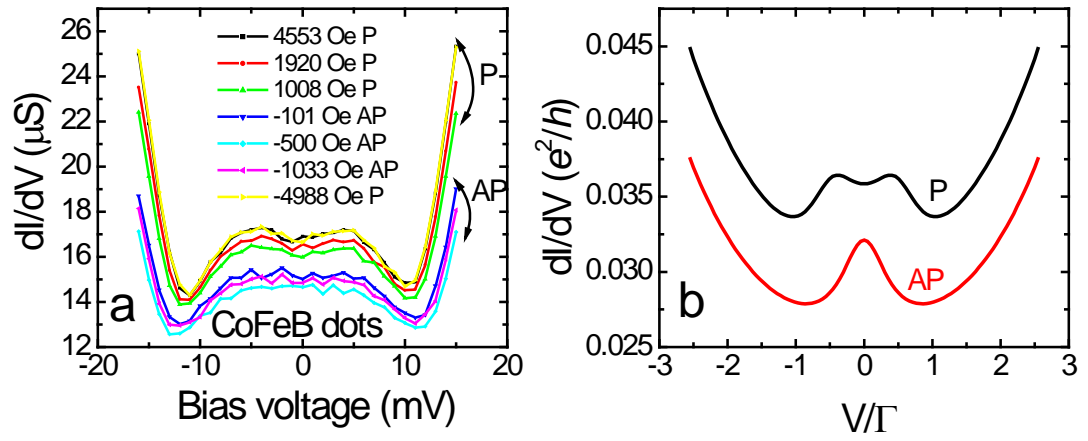 26
24
22
20
18
16
14
12
dI/dV (μS)
4553 Oe P
1920 Oe P
1008 Oe P
-101 Oe AP
-500 Oe AP
-1033 Oe AP
-4988 Oe P
P
AP
a
CoFeB dots
-20
-10
0
10
20
Bias voltage (mV)
0.045
0.040
0.035
0.030
0.025
dI/dV (e²/h)
P
AP
b
-3
-2
-1
0
1
2
3
V/Γ